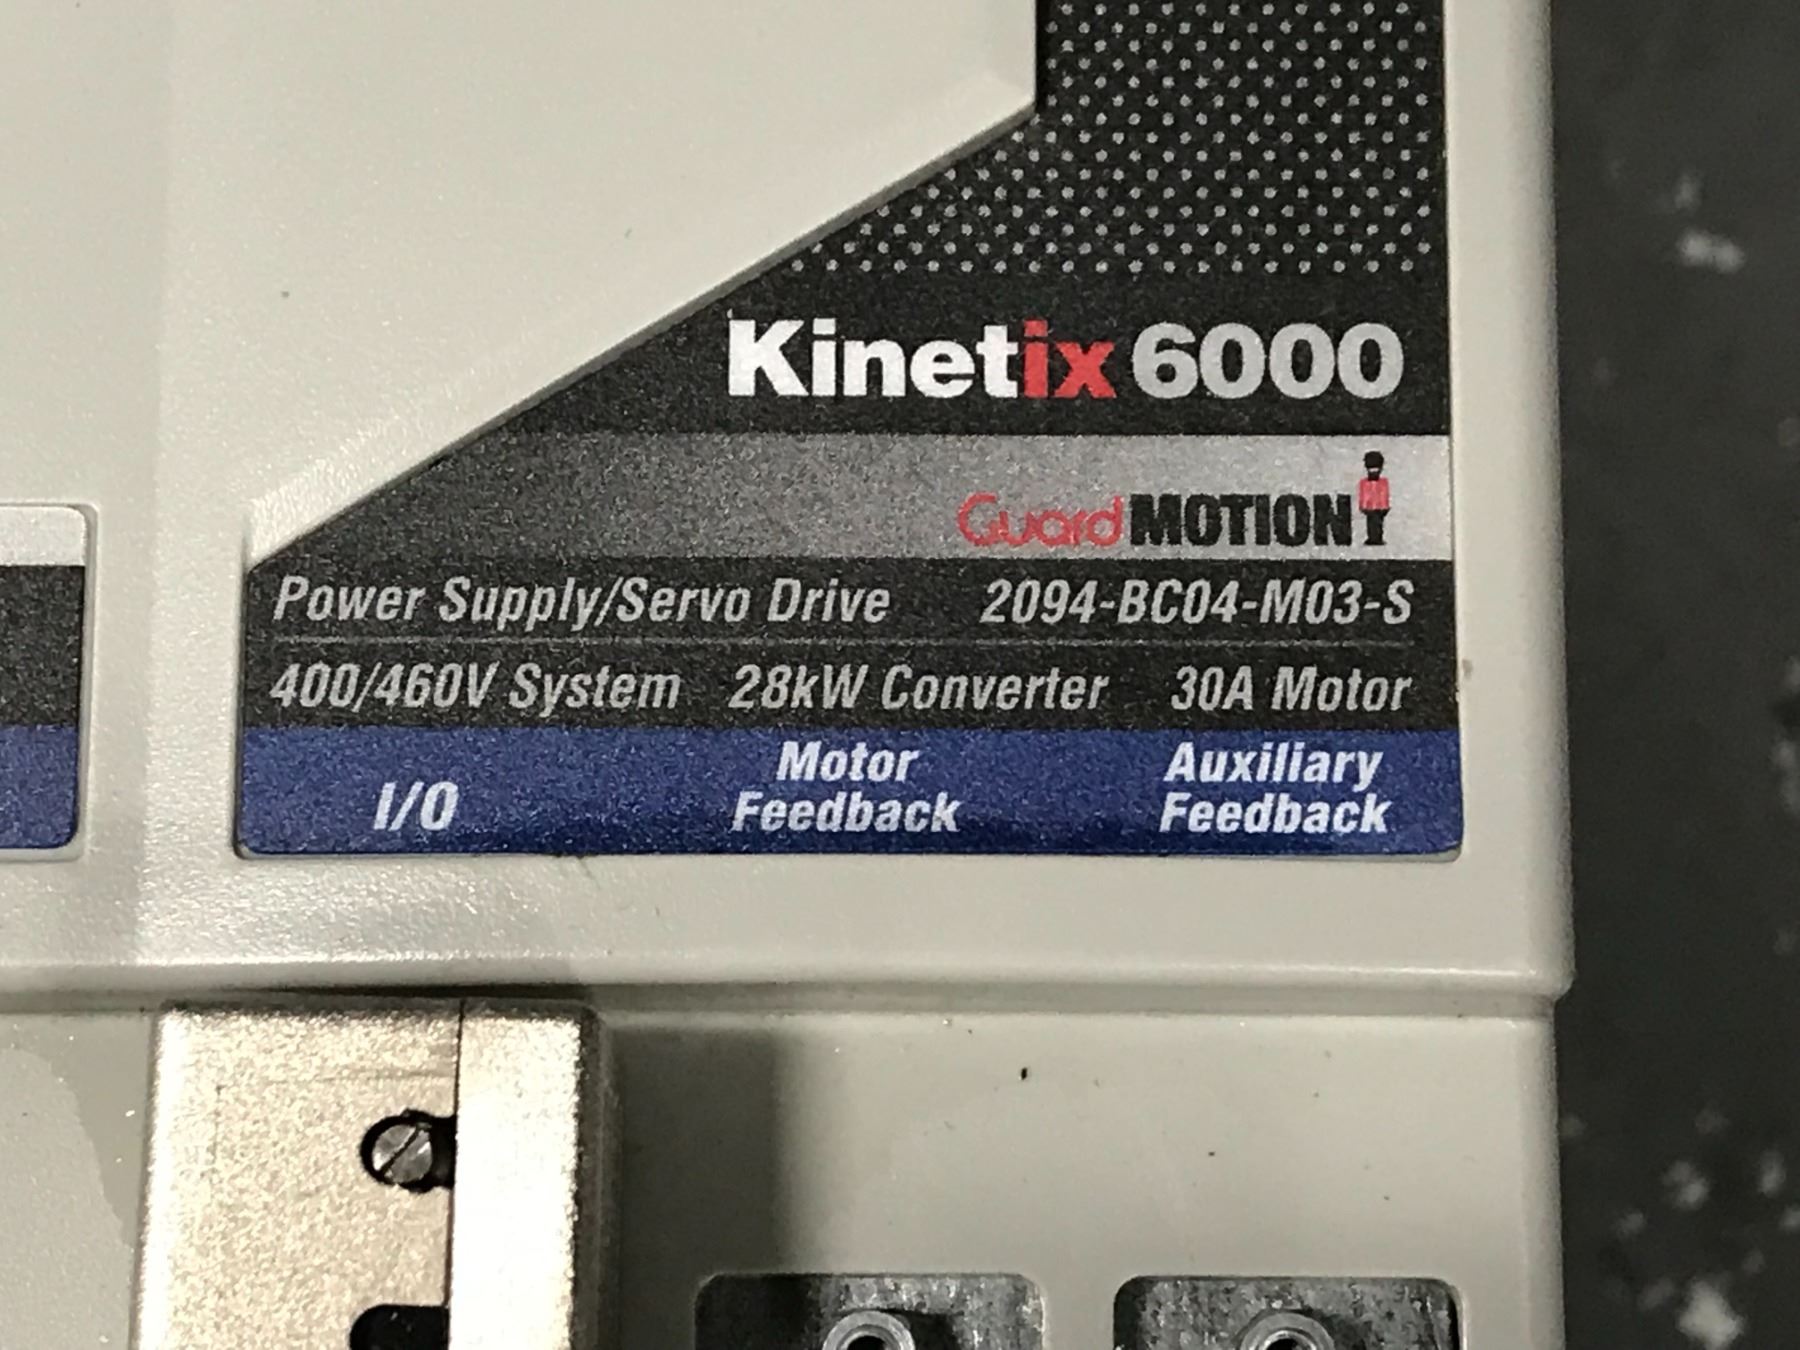 Kinetix 6000
GuardMOTION
Power Supply/Servo Drive 2094-BC04-M03-S
400/460V System 28kW Converter 30A Motor
I/O Motor Feedback Auxiliary Feedback